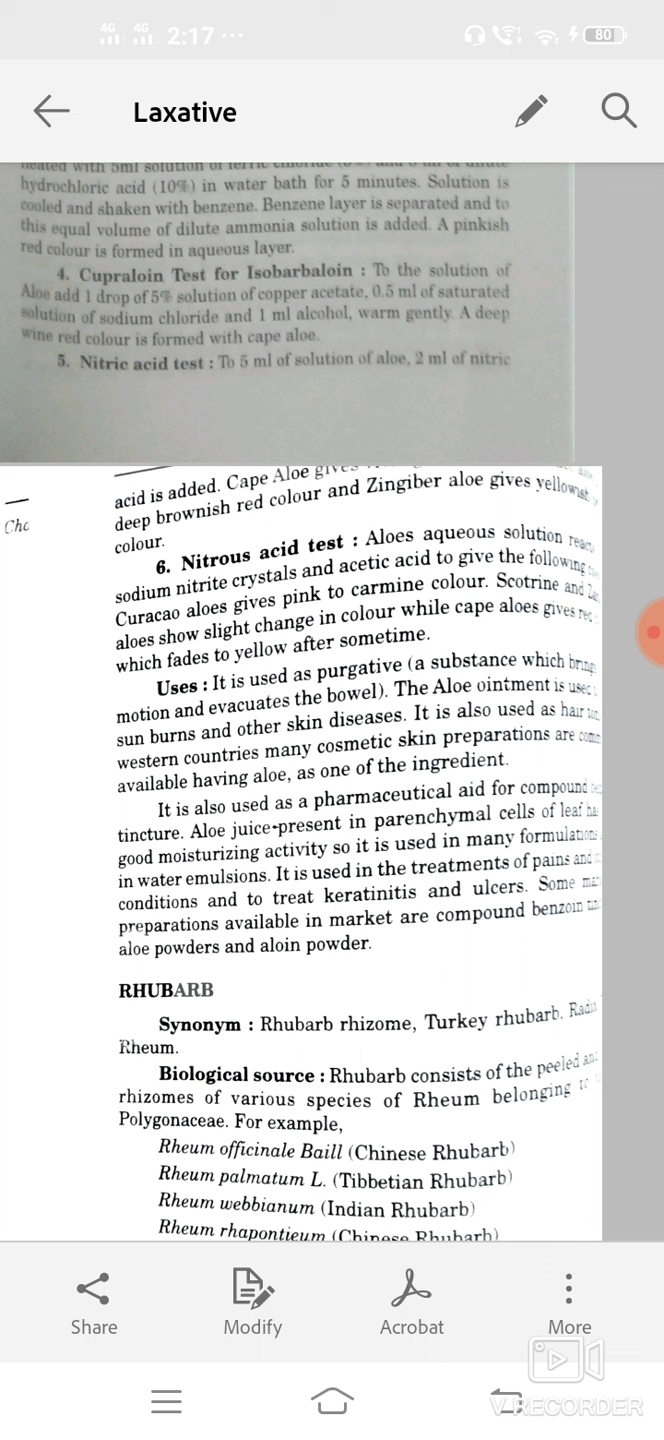 4G 4G 2:17 ... 80
Laxative
heated with 5ml solution of
hydrochloric acid (10%) in water bath for 5 minutes. Solution is
cooled and shaken with benzene. Benzene layer is separated and to
this equal volume of dilute ammonia solution is added. A pinkish
red colour is formed in aqueous layer.
4. Cupraloin Test for Isobarbaloin : To the solution of
Aloe add 1 drop of 5% solution of copper acetate, 0.5 ml of saturated
solution of sodium chloride and 1 ml alcohol, warm gently. A deep
wine red colour is formed with cape aloe.
5. Nitric acid test : To 5 ml of solution of aloe, 2 ml of nitric
acid is added. Cape Aloe gives
Cho
deep brownish red colour and Zingiber aloe gives yellowish
colour.
6. Nitrous acid test : Aloes aqueous solution
sodium nitrite crystals and acetic acid to give the following
Curacao aloes gives pink to carmine colour. Scotrine and
aloes show slight change in colour while cape aloes gives
which fades to yellow after sometime.
Uses : It is used as purgative (a substance which
motion and evacuates the bowel). The Aloe ointment is
sun burns and other skin diseases. It is also used as hair
western countries many cosmetic skin preparations are
available having aloe, as one of the ingredient.
It is also used as a pharmaceutical aid for compound
tincture. Aloe juice-present in parenchymal cells of leaf
good moisturizing activity so it is used in many formulations
in water emulsions. It is used in the treatments of pains and
conditions and to treat keratinitis and ulcers. Some
preparations available in market are compound benzoin
aloe powders and aloin powder.
RHUBARB
Synonym : Rhubarb rhizome, Turkey rhubarb,
Rheum.
Biological source : Rhubarb consists of the peeled
rhizomes of various species of Rheum belonging
Polygonaceae. For example,
Rheum officinale Baill (Chinese Rhubarb)
Rheum palmatum L. (Tibbetian Rhubarb)
Rheum webbianum (Indian Rhubarb)
Rheum rhapontieum (Chinese Rhubarb)
Share Modify Acrobat More
V RECORDER